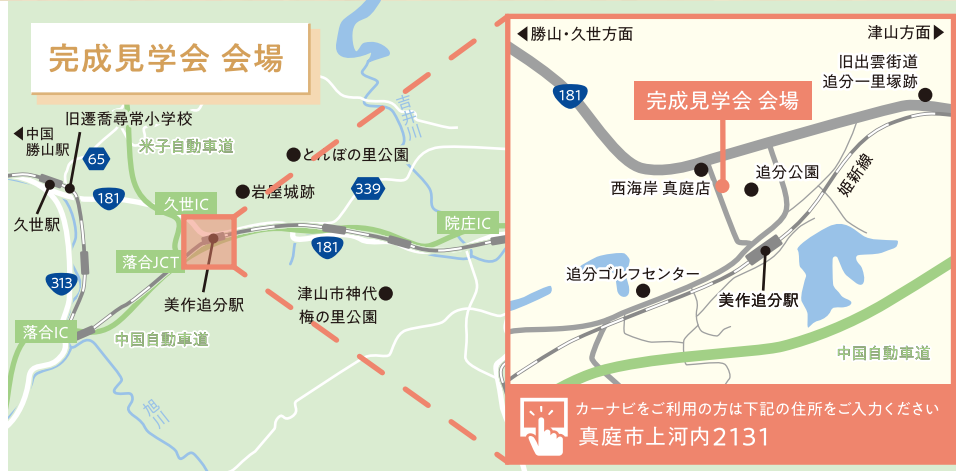 完成見学会 会場
旧遷喬尋常小学校
◀中国
勝山駅
65
米子自動車道
吉井川
とんぼの里公園
181
久世駅
久世IC
岩屋城跡
339
院庄IC
落合JCT
181
313
美作追分駅
津山市神代
梅の里公園
落合IC
中国自動車道
旭川
◀勝山・久世方面
津山方面▶
旧出雲街道
追分一里塚跡
181
完成見学会 会場
西海岸 真庭店
追分公園
姫新線
追分ゴルフセンター
美作追分駅
中国自動車道
カーナビをご利用の方は下記の住所をご入力ください
真庭市上河内2131